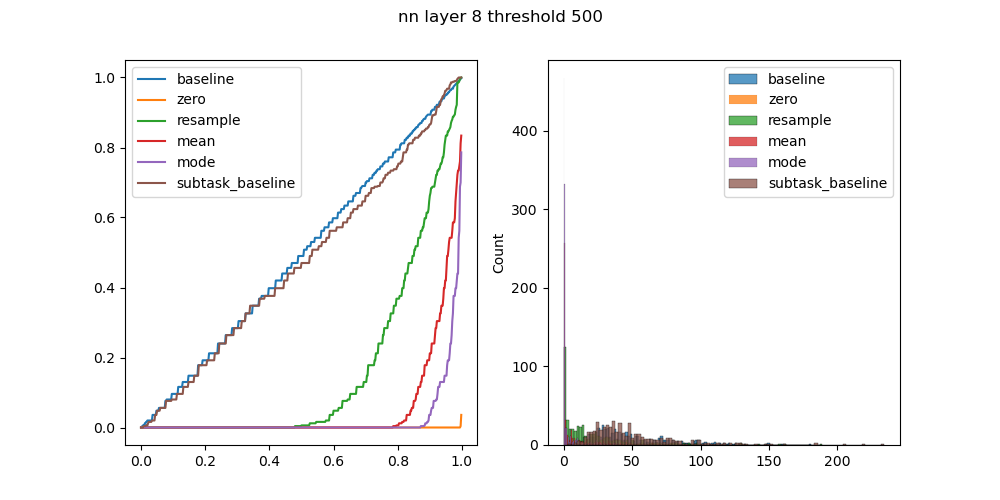 nn layer 8 threshold 500
1.0
0.8
0.6
0.4
0.2
0.0
0.0 0.2 0.4 0.6 0.8 1.0
baseline
zero
resample
mean
mode
subtask_baseline
Count
400
300
200
100
0
0 50 100 150 200
baseline
zero
resample
mean
mode
subtask_baseline